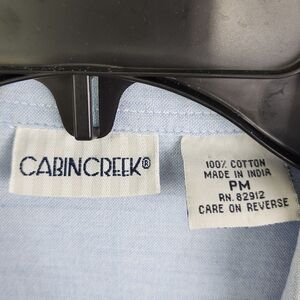 CABINCREEK®
100% COTTON
MADE IN INDIA
PM
RN. 82912
CARE ON REVERSE